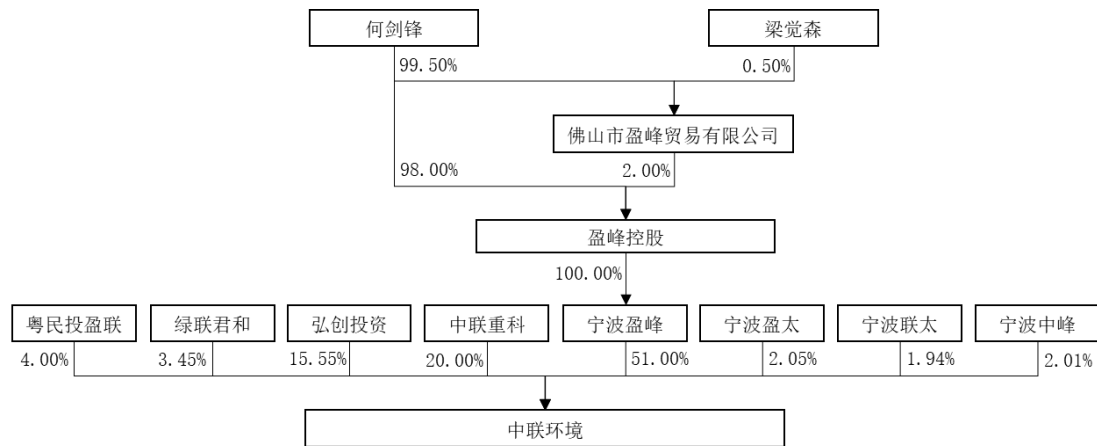 何剑锋
梁觉森
99.50%
0.50%
佛山市盈峰贸易有限公司
98.00%
2.00%
盈峰控股
100.00%
粤民投盈联
绿联君和
弘创投资
中联重科
宁波盈峰
宁波盈太
宁波联太
宁波中峰
4.00%
3.45%
15.55%
20.00%
51.00%
2.05%
1.94%
2.01%
中联环境